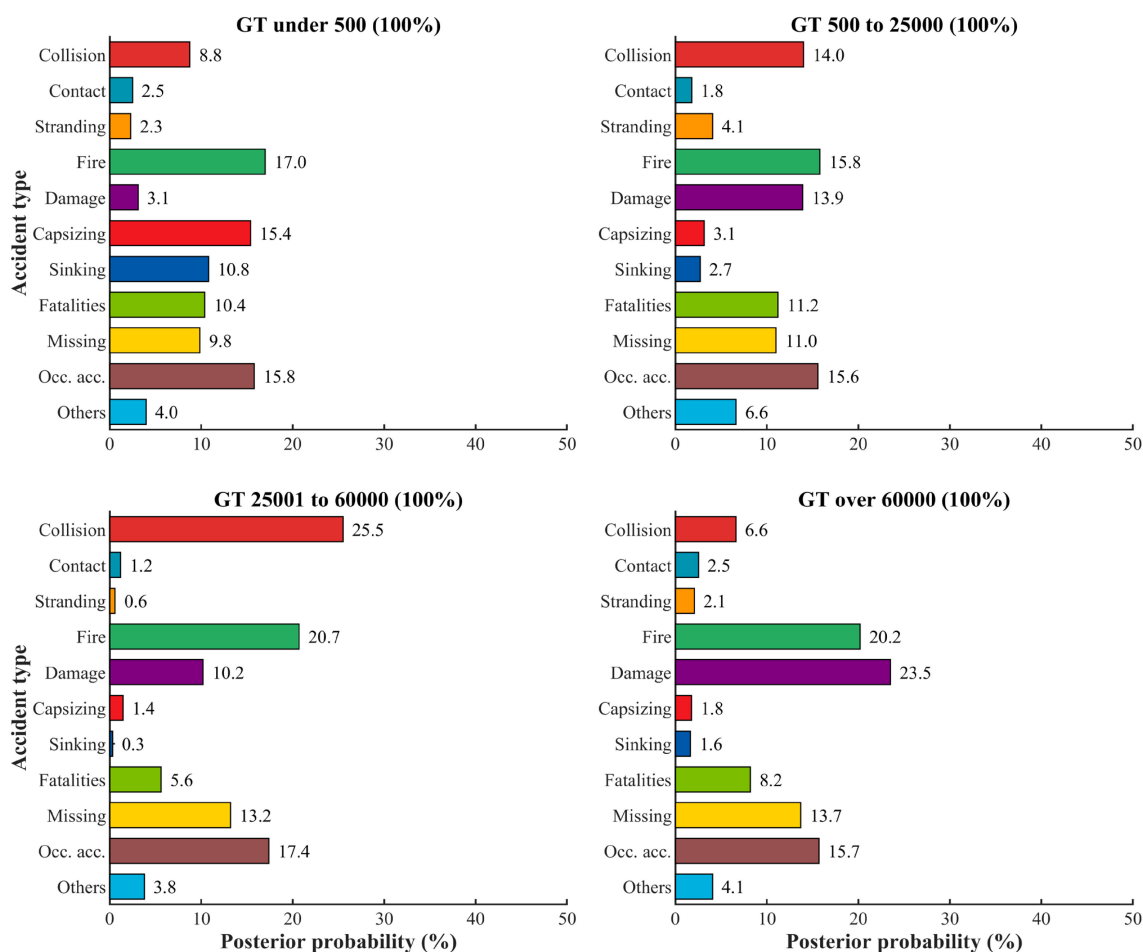 GT under 500 (100%)
Accident type
Collision 8.8
Contact 2.5
Stranding 2.3
Fire 17.0
Damage 3.1
Capsizing 15.4
Sinking 10.8
Fatalities 10.4
Missing 9.8
Occ. acc. 15.8
Others 4.0
0 10 20 30 40 50
GT 500 to 25000 (100%)
Collision 14.0
Contact 1.8
Stranding 4.1
Fire 15.8
Damage 13.9
Capsizing 3.1
Sinking 2.7
Fatalities 11.2
Missing 11.0
Occ. acc. 15.6
Others 6.6
0 10 20 30 40 50
GT 25001 to 60000 (100%)
Accident type
Collision 25.5
Contact 1.2
Stranding 0.6
Fire 20.7
Damage 10.2
Capsizing 1.4
Sinking 0.3
Fatalities 5.6
Missing 13.2
Occ. acc. 17.4
Others 3.8
0 10 20 30 40 50
Posterior probability (%)
GT over 60000 (100%)
Collision 6.6
Contact 2.5
Stranding 2.1
Fire 20.2
Damage 23.5
Capsizing 1.8
Sinking 1.6
Fatalities 8.2
Missing 13.7
Occ. acc. 15.7
Others 4.1
0 10 20 30 40 50
Posterior probability (%)